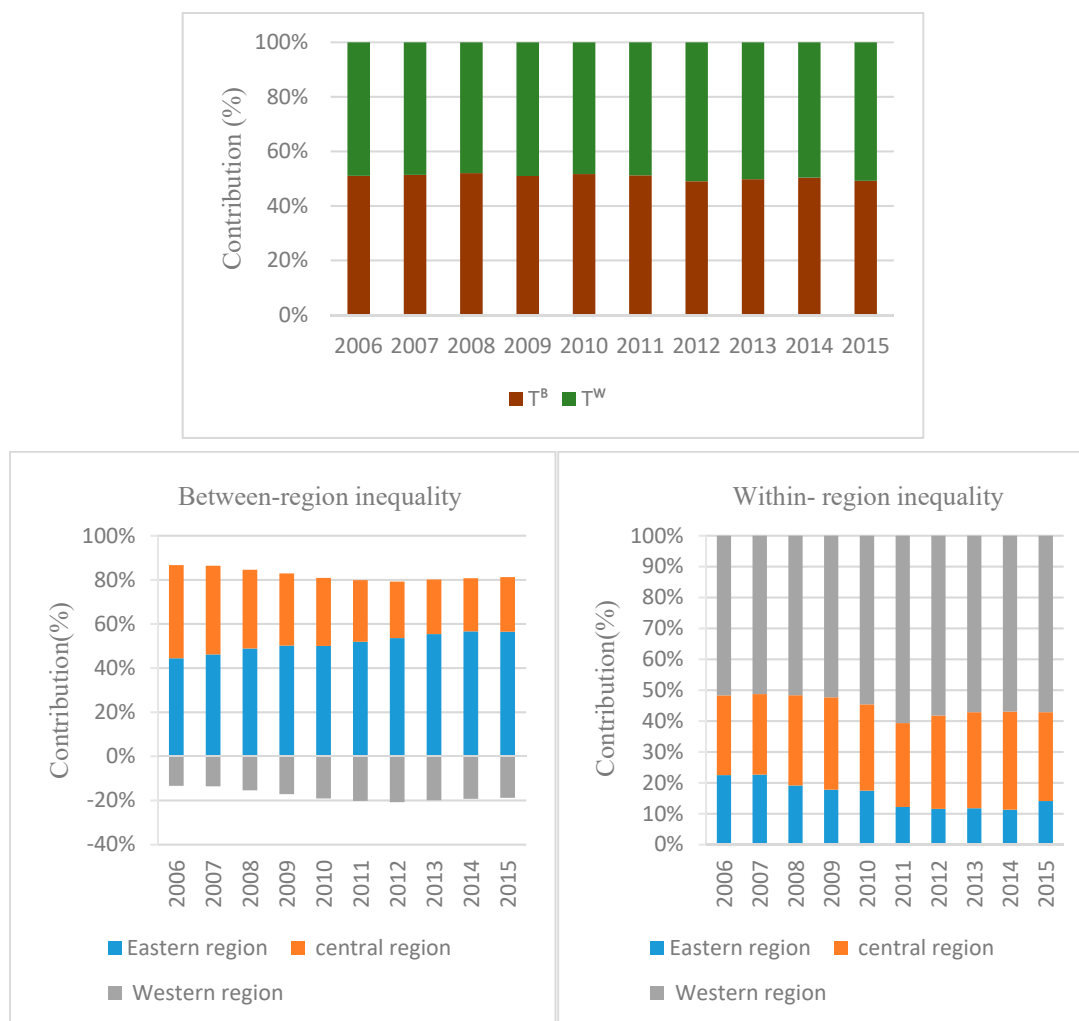 100%
80%
60%
40%
20%
0%
Contribution (%)
2006 2007 2008 2009 2010 2011 2012 2013 2014 2015
T^B T^W
Between-region inequality
100%
80%
60%
40%
20%
0%
-20%
-40%
Contribution(%)
2006 2007 2008 2009 2010 2011 2012 2013 2014 2015
Eastern region central region
Western region
Within- region inequality
100%
90%
80%
70%
60%
50%
40%
30%
20%
10%
0%
Contribution(%)
2006 2007 2008 2009 2010 2011 2012 2013 2014 2015
Eastern region central region
Western region